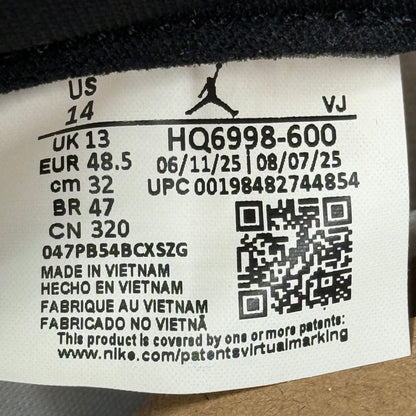 US
14
VJ
UK 13
HQ6998-600
EUR 48.5
06/11/25 | 08/07/25
cm 32
UPC 00198482744854
BR 47
CN 320
047PB54BCXSZG
MADE IN VIETNAM
HECHO EN VIETNAM
FABRIQUE AU VIETNAM
FABRICADO NO VIETNÃ
This product is covered by one or more patents:
www.nike.com/patentsvirtualmarking